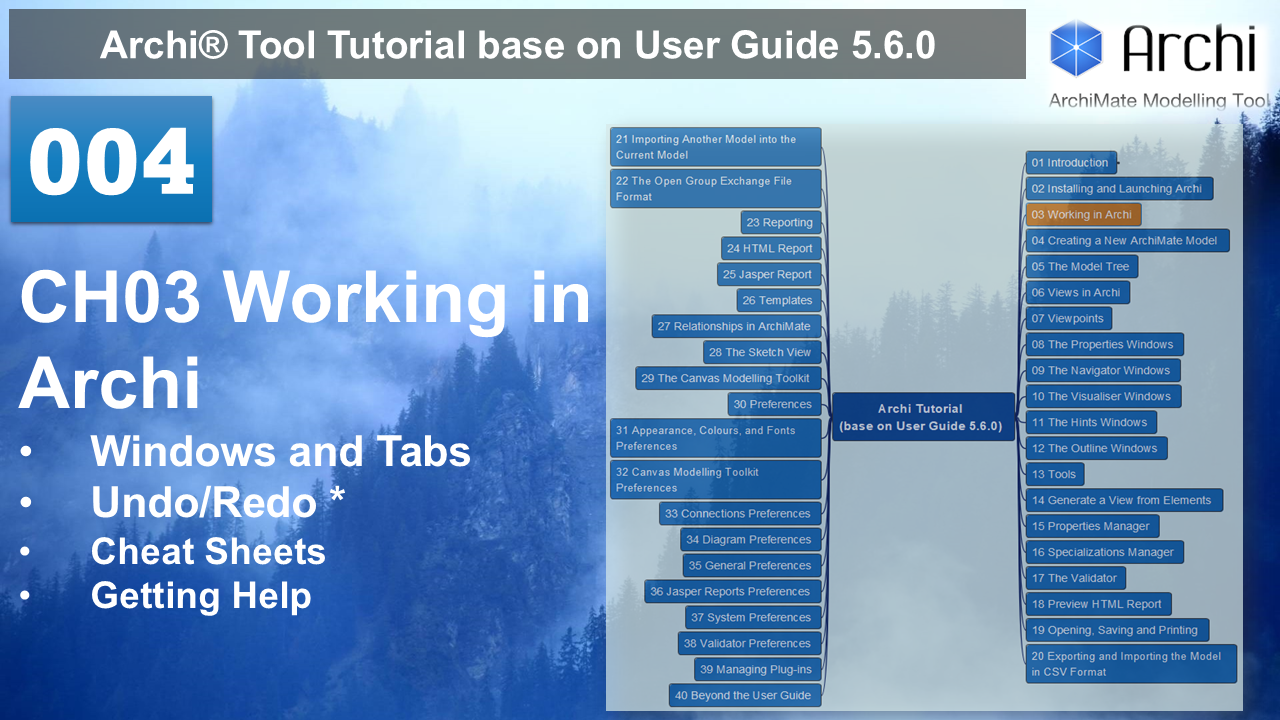 Archi® Tool Tutorial base on User Guide 5.6.0
Archi
ArchiMate Modelling Tool
004
CH03 Working in
Archi
• Windows and Tabs
• Undo/Redo *
• Cheat Sheets
• Getting Help
21 Importing Another Model into the
Current Model
22 The Open Group Exchange File
Format
23 Reporting
24 HTML Report
25 Jasper Report
26 Templates
27 Relationships in ArchiMate
28 The Sketch View
29 The Canvas Modelling Toolkit
30 Preferences
31 Appearance, Colours, and Fonts
Preferences
32 Canvas Modelling Toolkit
Preferences
33 Connections Preferences
34 Diagram Preferences
35 General Preferences
36 Jasper Reports Preferences
37 System Preferences
38 Validator Preferences
39 Managing Plug-ins
40 Beyond the User Guide
Archi Tutorial
(base on User Guide 5.6.0)
01 Introduction
02 Installing and Launching Archi
03 Working in Archi
04 Creating a New ArchiMate Model
05 The Model Tree
06 Views in Archi
07 Viewpoints
08 The Properties Windows
09 The Navigator Windows
10 The Visualiser Windows
11 The Hints Windows
12 The Outline Windows
13 Tools
14 Generate a View from Elements
15 Properties Manager
16 Specializations Manager
17 The Validator
18 Preview HTML Report
19 Opening, Saving and Printing
20 Exporting and Importing the Model
in CSV Format